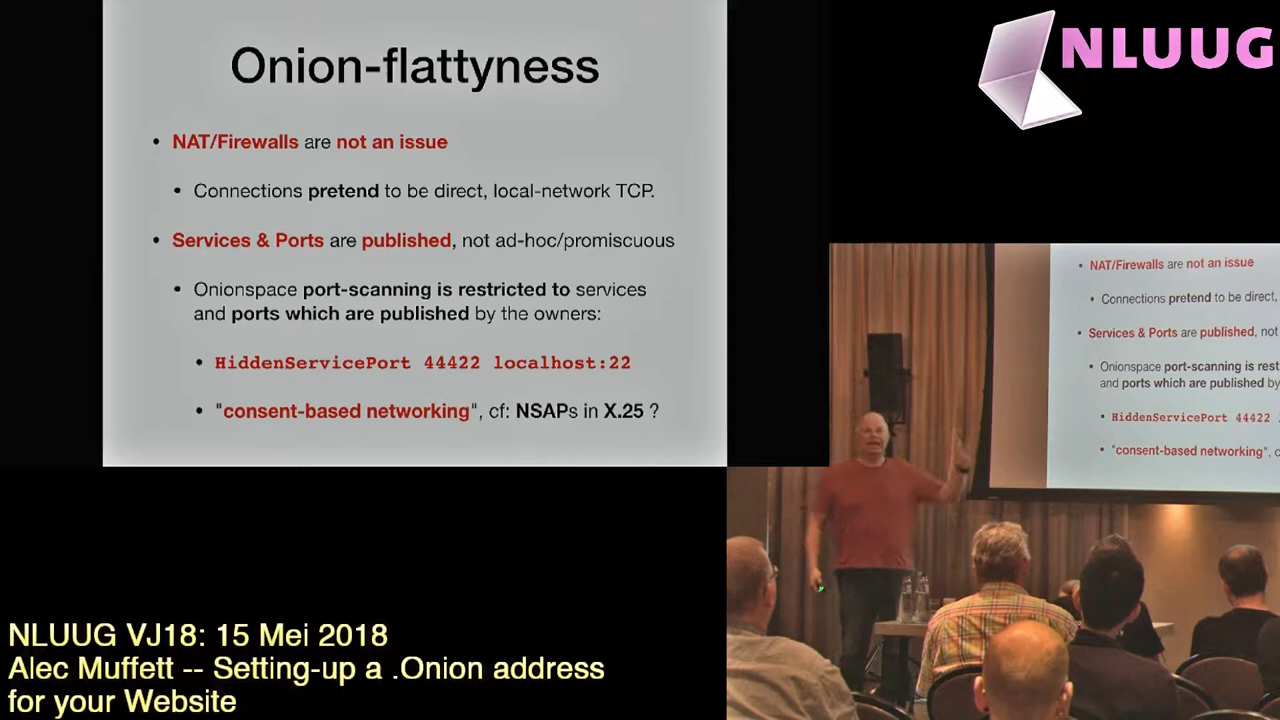 Onion-flattyness
• NAT/Firewalls are not an issue
• Connections pretend to be direct, local-network TCP.
• Services & Ports are published, not ad-hoc/promiscuous
• Onionspace port-scanning is restricted to services
and ports which are published by the owners:
• HiddenServicePort 44422 localhost:22
• "consent-based networking", cf: NSAPs in X.25 ?
NLUUG
• NAT/Firewalls are not an issue
• Connections pretend to be direct,
• Services & Ports are published, not
• Onionspace port-scanning is rest
and ports which are published by
• HiddenServicePort 44422
• "consent-based networking", c
NLUUG VJ18: 15 Mei 2018
Alec Muffett -- Setting-up a .Onion address
for your Website